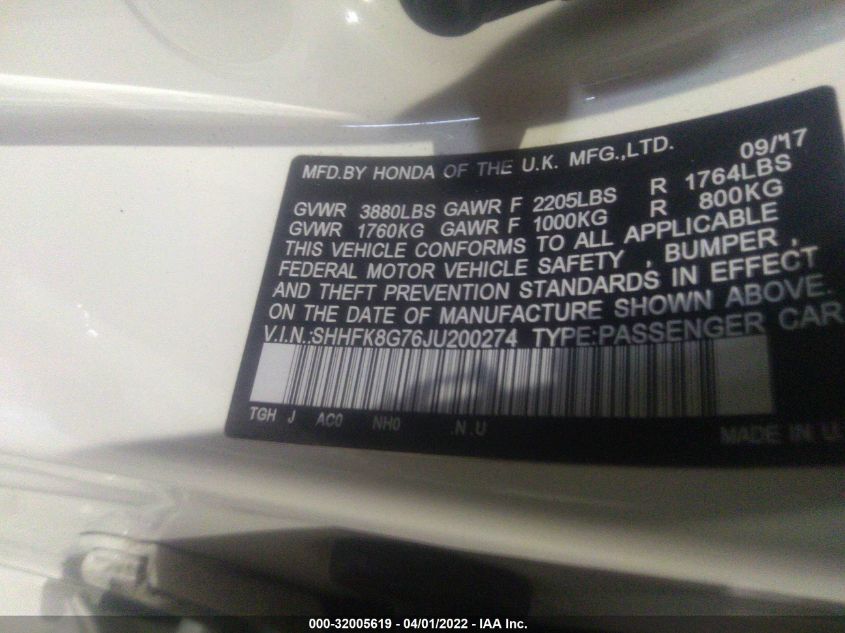 MFD.BY HONDA OF THE U.K. MFG.,LTD. 09/17
GVWR 3880LBS GAWR F 2205LBS R 1764LBS
GVWR 1760KG GAWR F 1000KG R 800KG
THIS VEHICLE CONFORMS TO ALL APPLICABLE
FEDERAL MOTOR VEHICLE SAFETY , BUMPER ,
AND THEFT PREVENTION STANDARDS IN EFFECT
ON THE DATE OF MANUFACTURE SHOWN ABOVE.
V.I.N.:SHHFK8G76JU200274 TYPE:PASSENGER CAR
TGH J AC0 NH0 .N .U MADE IN U.
000-32005619 - 04/01/2022 - IAA Inc.